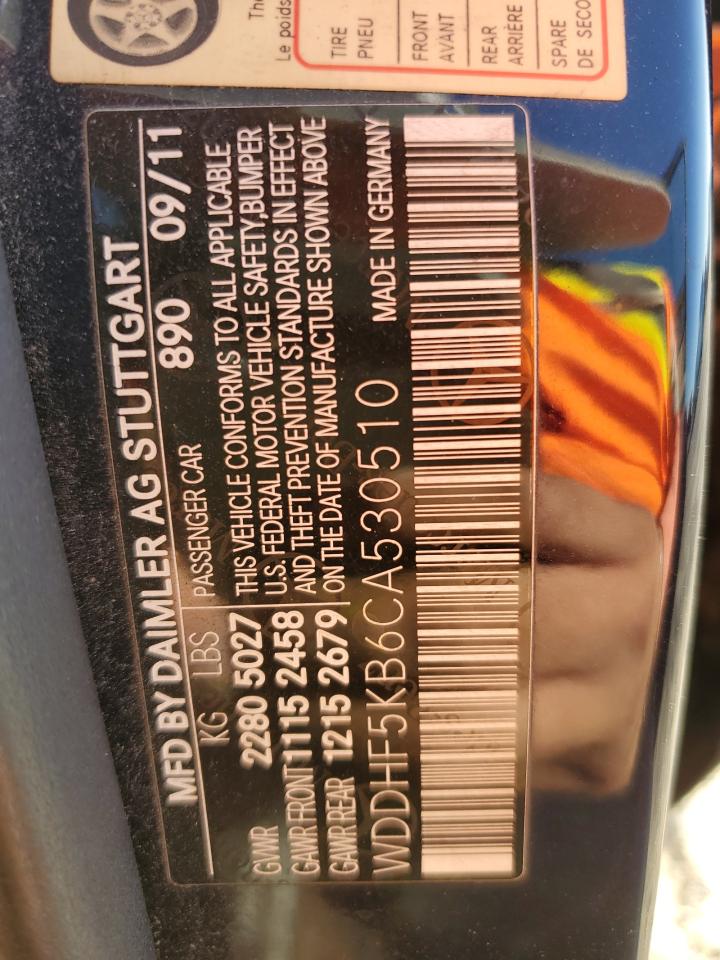 The
Le poids
TIRE
PNEU
FRONT
AVANT
REAR
ARRIÈRE
SPARE
DE SECO
MFD BY DAIMLER AG STUTTGART
KG LBS PASSENGER CAR 890 09/11
GVWR 2280 5027
GAWR FRONT 1115 2458
GAWR REAR 1215 2679
THIS VEHICLE CONFORMS TO ALL APPLICABLE
U.S. FEDERAL MOTOR VEHICLE SAFETY,BUMPER
AND THEFT PREVENTION STANDARDS IN EFFECT
ON THE DATE OF MANUFACTURE SHOWN ABOVE
WDDHF5KB6CA530510 MADE IN GERMANY